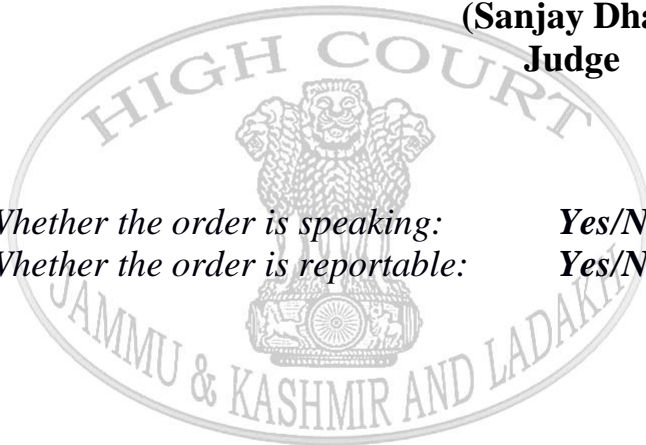 (Sanjay Dha
Judge
HIGH COURT
Whether the order is speaking: Yes/N
Whether the order is reportable: Yes/N
JAMMU & KASHMIR AND LADAKH